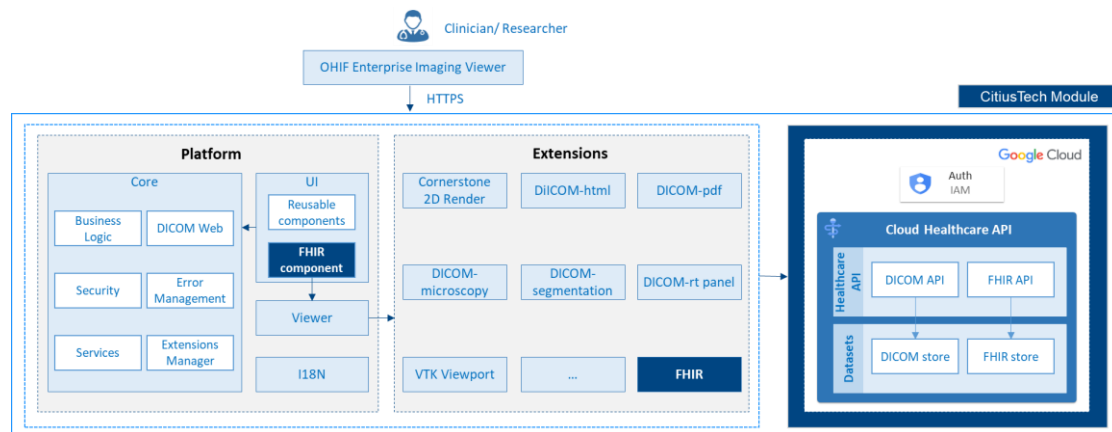 Clinician/ Researcher
OHIF Enterprise Imaging Viewer
HTTPS
CitiusTech Module
Platform
Core
Business
Logic
DICOM Web
Security
Error
Management
Services
Extensions
Manager
UI
Reusable
components
FHIR
component
Viewer
I18N
Extensions
Cornerstone
2D Render
DiICOM-html
DICOM-pdf
DICOM-
microscopy
DICOM-
segmentation
DICOM-rt panel
VTK Viewport
...
FHIR
Google Cloud
Auth
IAM
Cloud Healthcare API
Healthcare
API
DICOM API
FHIR API
Datasets
DICOM store
FHIR store